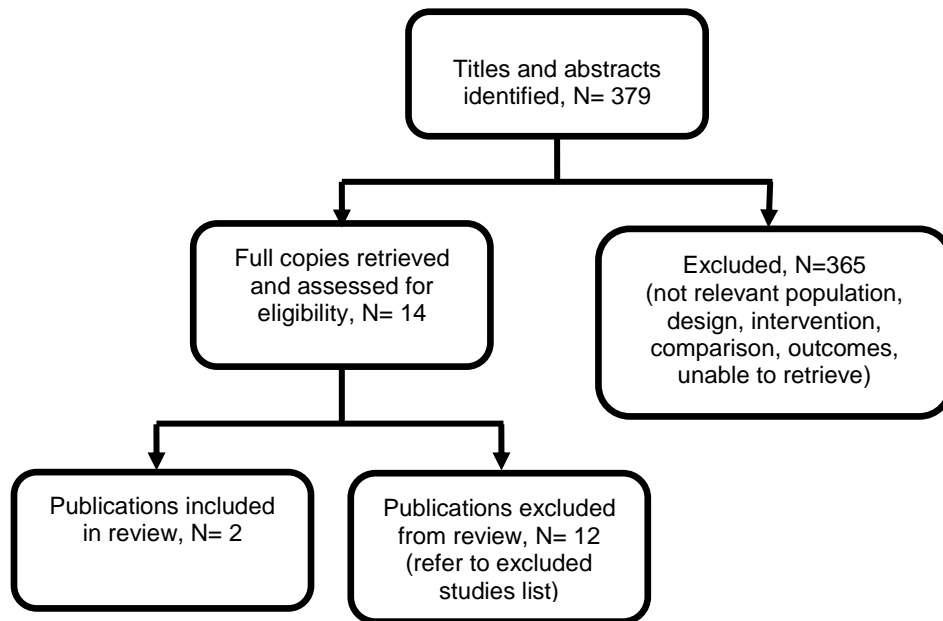 Titles and abstracts
identified, N= 379
Full copies retrieved
and assessed for
eligibility, N= 14
Excluded, N=365
(not relevant population,
design, intervention,
comparison, outcomes,
unable to retrieve)
Publications included
in review, N= 2
Publications excluded
from review, N= 12
(refer to excluded
studies list)